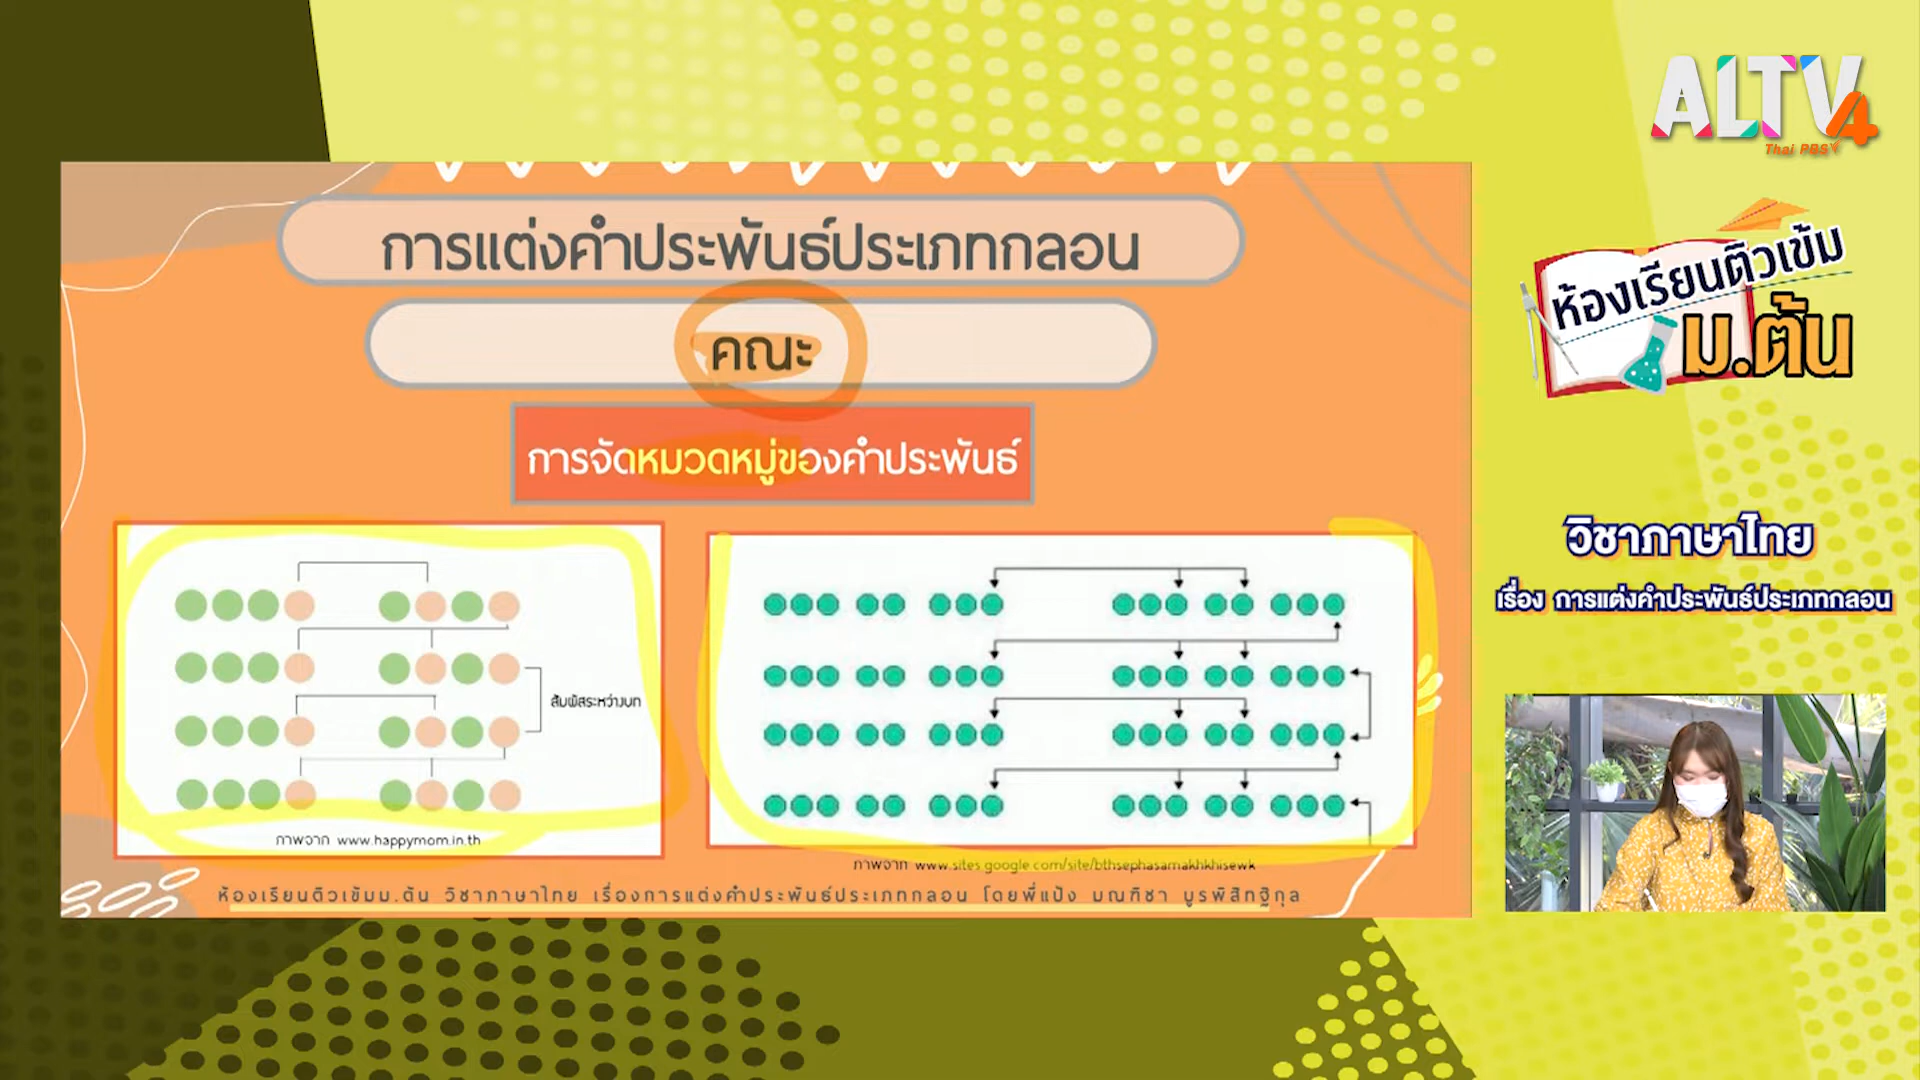 ALTV4
Thai PBS
ห้องเรียนติวเข้ม
ม.ต้น
การแต่งคำประพันธ์ประเภทกลอน
คณะ
การจัดหมวดหมู่ของคำประพันธ์
สัมผัสระหว่างบท
ภาพจาก www.happymom.in.th
ภาพจาก www.sites google.com/site/bthsephasamakhkhisewk
ห้องเรียนติวเข้มม.ต้น วิชาภาษาไทย เรื่องการแต่งคำประพันธ์ประเภทกลอน โดยพี่แป้ง มณฑิชา บูรพิสิทฐิกุล
วิชาภาษาไทย
เรื่อง การแต่งคำประพันธ์ประเภทกลอน